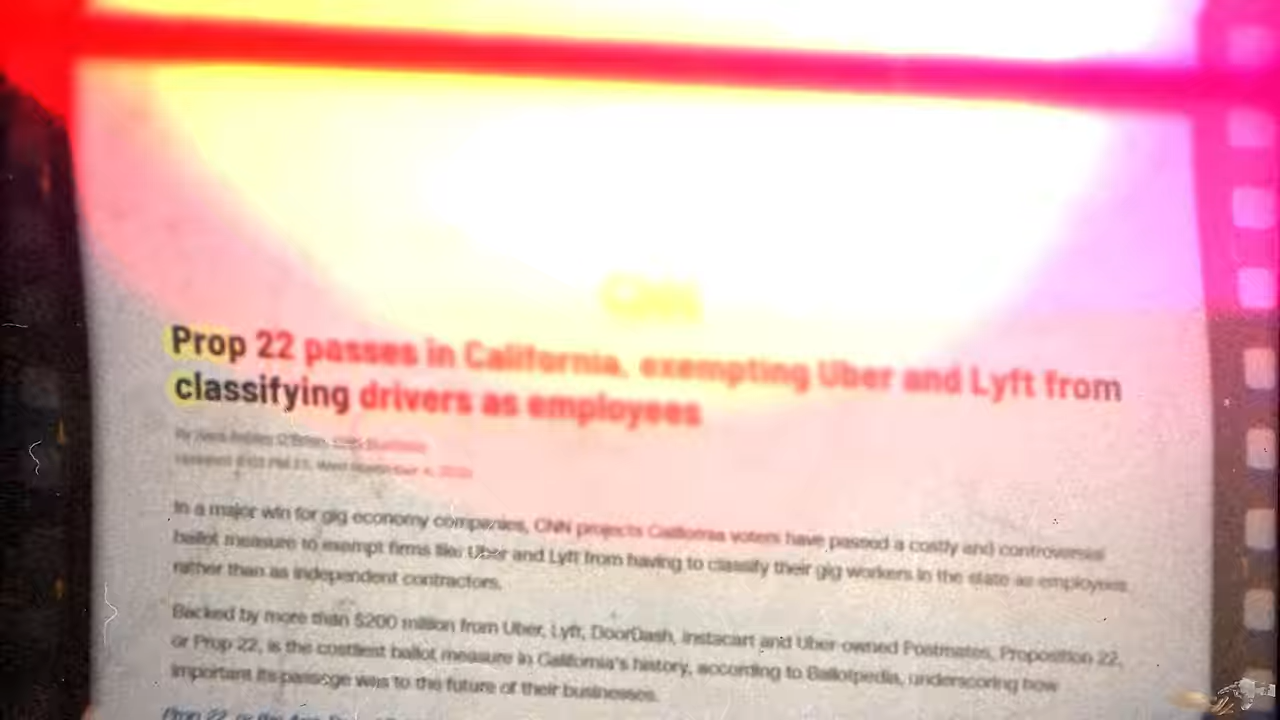 CNN
Prop 22 passes in California, exempting Uber and Lyft from
classifying drivers as employees
In a major win for gig economy companies, CNN projects California voters have passed a costly and controversial
ballot measure to exempt firms like Uber and Lyft from having to classify their gig workers in the state as employees
rather than as independent contractors.
Backed by more than $200 million from Uber, Lyft, DoorDash, Instacart and Uber-owned Postmates, Proposition 22,
or Prop 22, is the costliest ballot measure in California's history, according to Ballotpedia, underscoring how
important its passage was to the future of their businesses.
Prop 22, or the